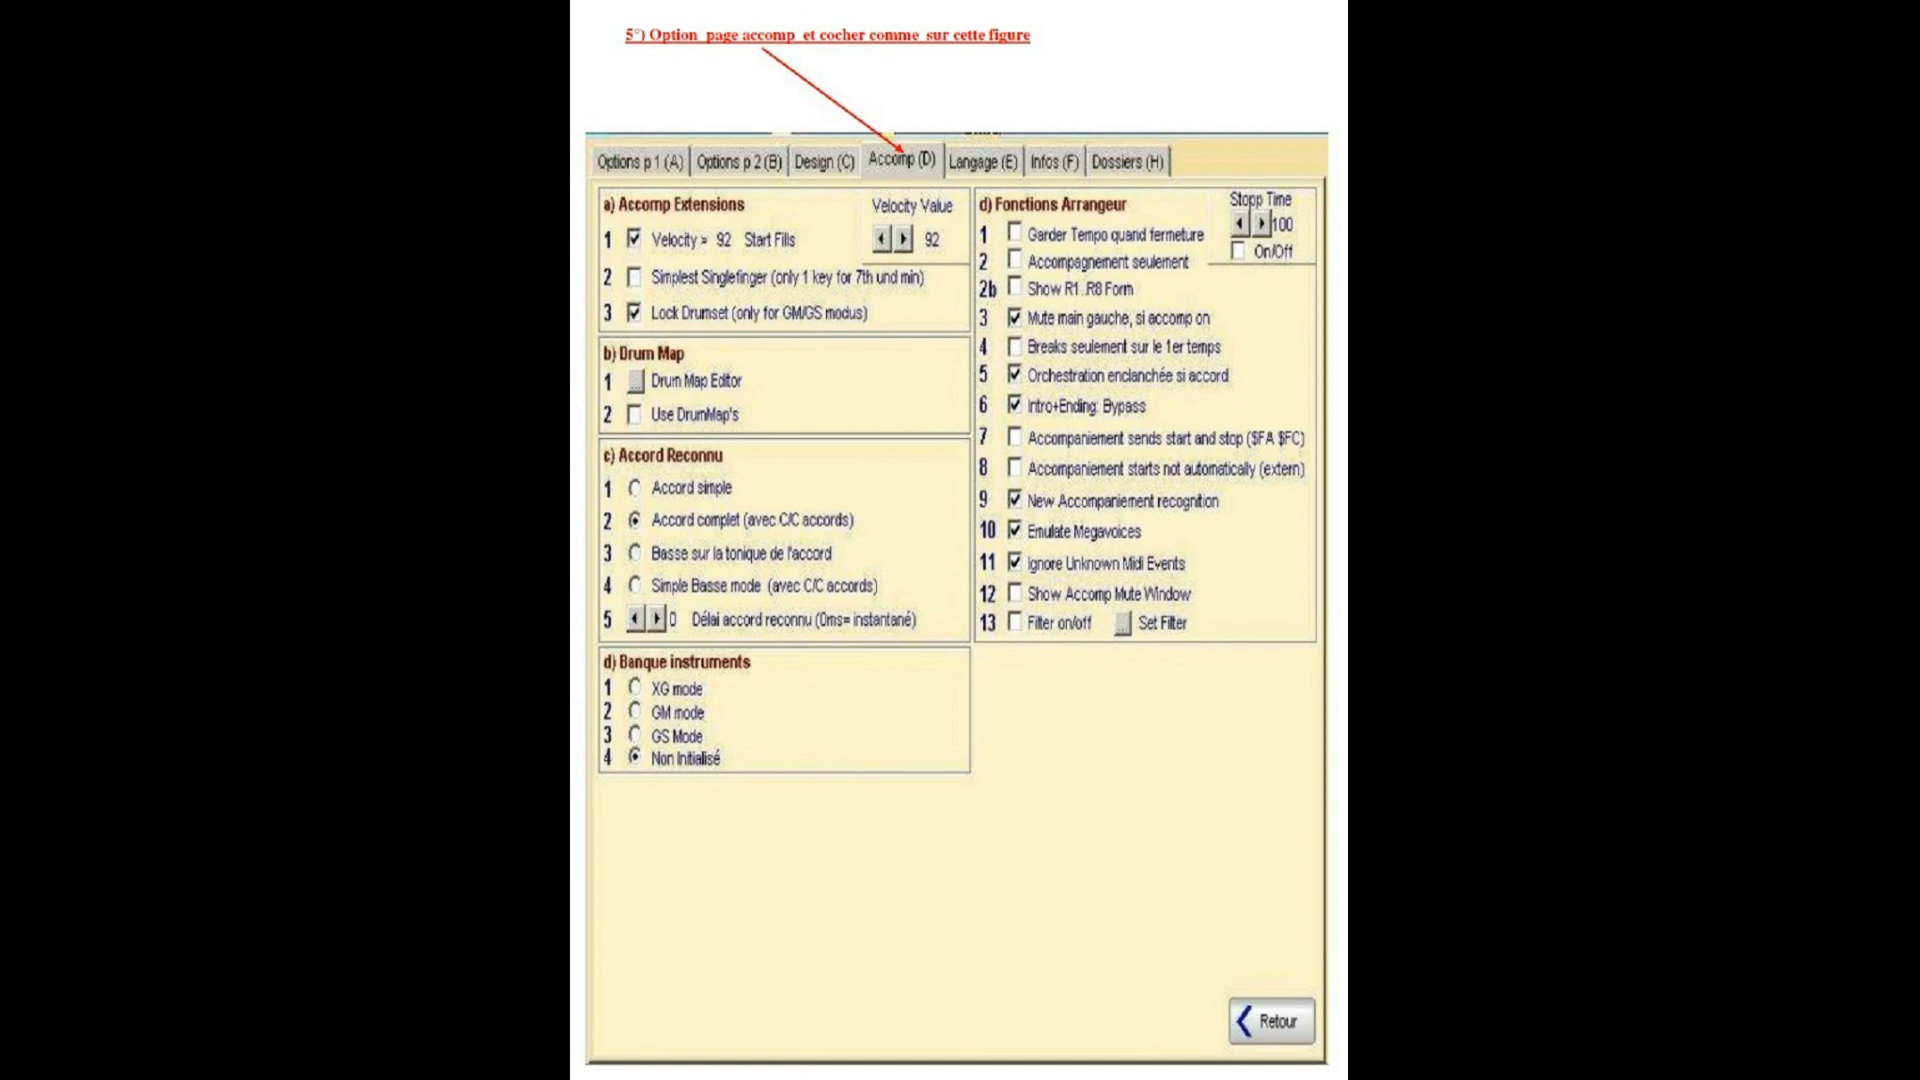 5°) Option page accomp et cocher comme sur cette figure
Options p 1 (A) Options p 2 (B) Design (C) Accomp (D) Langage (E) Infos (F) Dossiers (H)
a) Accomp Extensions
Velocity Value
1 Velocity > 92 Start Fills
92
2 Simplest Singlefinger (only 1 key for 7th und min)
3 Lock Drumset (only for GM/GS modus)
b) Drum Map
1 ... Drum Map Editor
2 Use DrumMap's
c) Accord Reconnu
1 Accord simple
2 Accord complet (avec C/C accords)
3 Basse sur la tonique de l'accord
4 Simple Basse mode (avec C/C accords)
5 0 Délai accord reconnu (0ms= instantané)
d) Banque instruments
1 XG mode
2 GM mode
3 GS Mode
4 Non Initialisé
d) Fonctions Arrangeur
Stopp Time
100
On/Off
1 Garder Tempo quand fermeture
2 Accompagnement seulement
2b Show R1..R8 Form
3 Mute main gauche, si accomp on
4 Breaks seulement sur le 1er temps
5 Orchestration enclanchée si accord
6 Intro+Ending: Bypass
7 Accompaniement sends start and stop ($FA $FC)
8 Accompaniement starts not automatically (extern)
9 New Accompaniement recognition
10 Emulate Megavoices
11 Ignore Unknown Midi Events
12 Show Accomp Mute Window
13 Filter on/off ... Set Filter
Retour